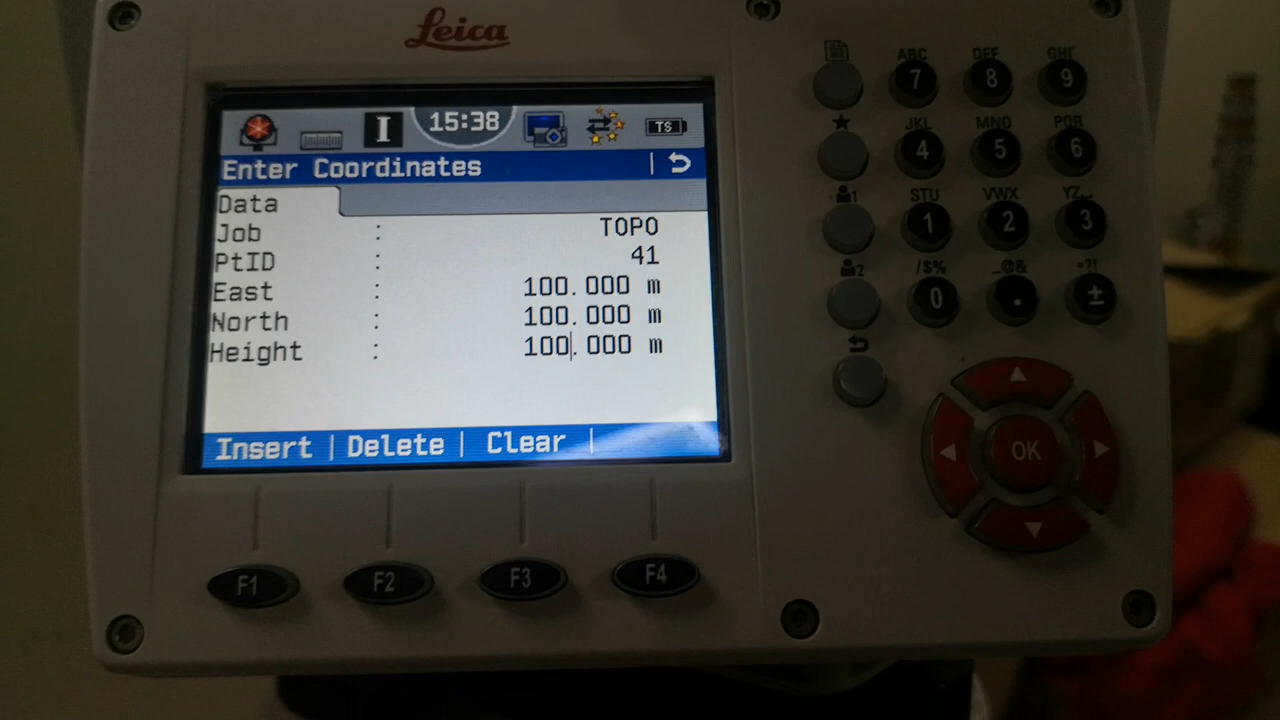 Leica
I 15:38 TS
Enter Coordinates
Data
Job : TOPO
PtID : 41
East : 100.000 m
North : 100.000 m
Height : 100.000 m
Insert | Delete | Clear |
F1 F2 F3 F4
ABC DEF GHI
7 8 9
JKL MNO PQR
4 5 6
1 STU VWX YZ
1 2 3
2 /$% _@& *?!
0 . ±
OK